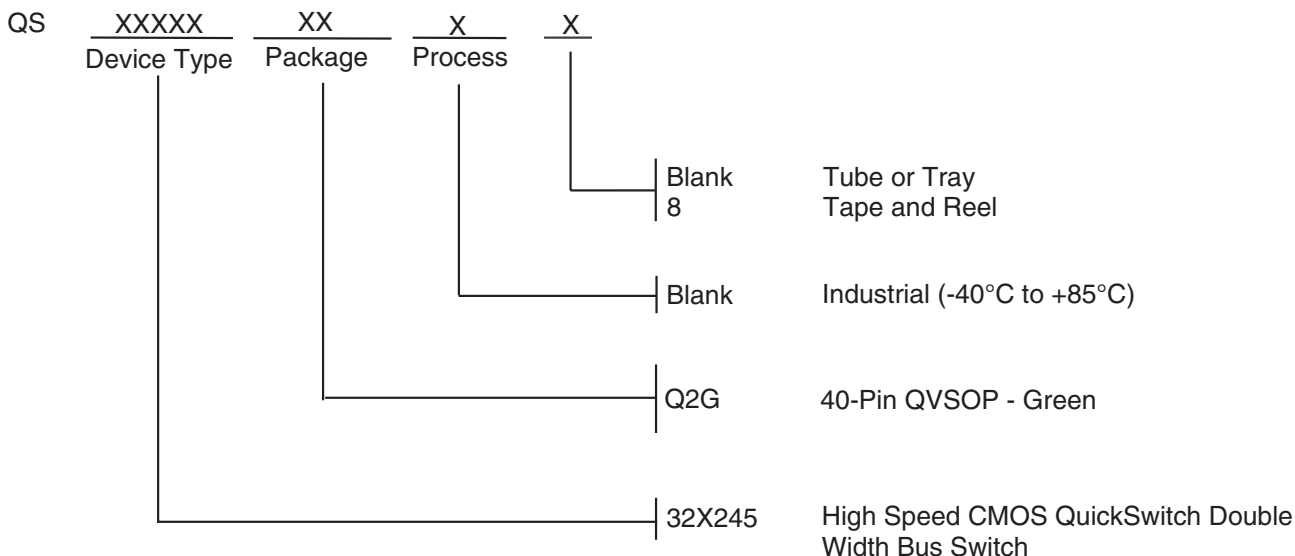 QS XXXXX XX X X
Device Type Package Process
Blank Tube or Tray
8 Tape and Reel
Blank Industrial (-40°C to +85°C)
Q2G 40-Pin QVSOP - Green
32X245 High Speed CMOS QuickSwitch Double
Width Bus Switch